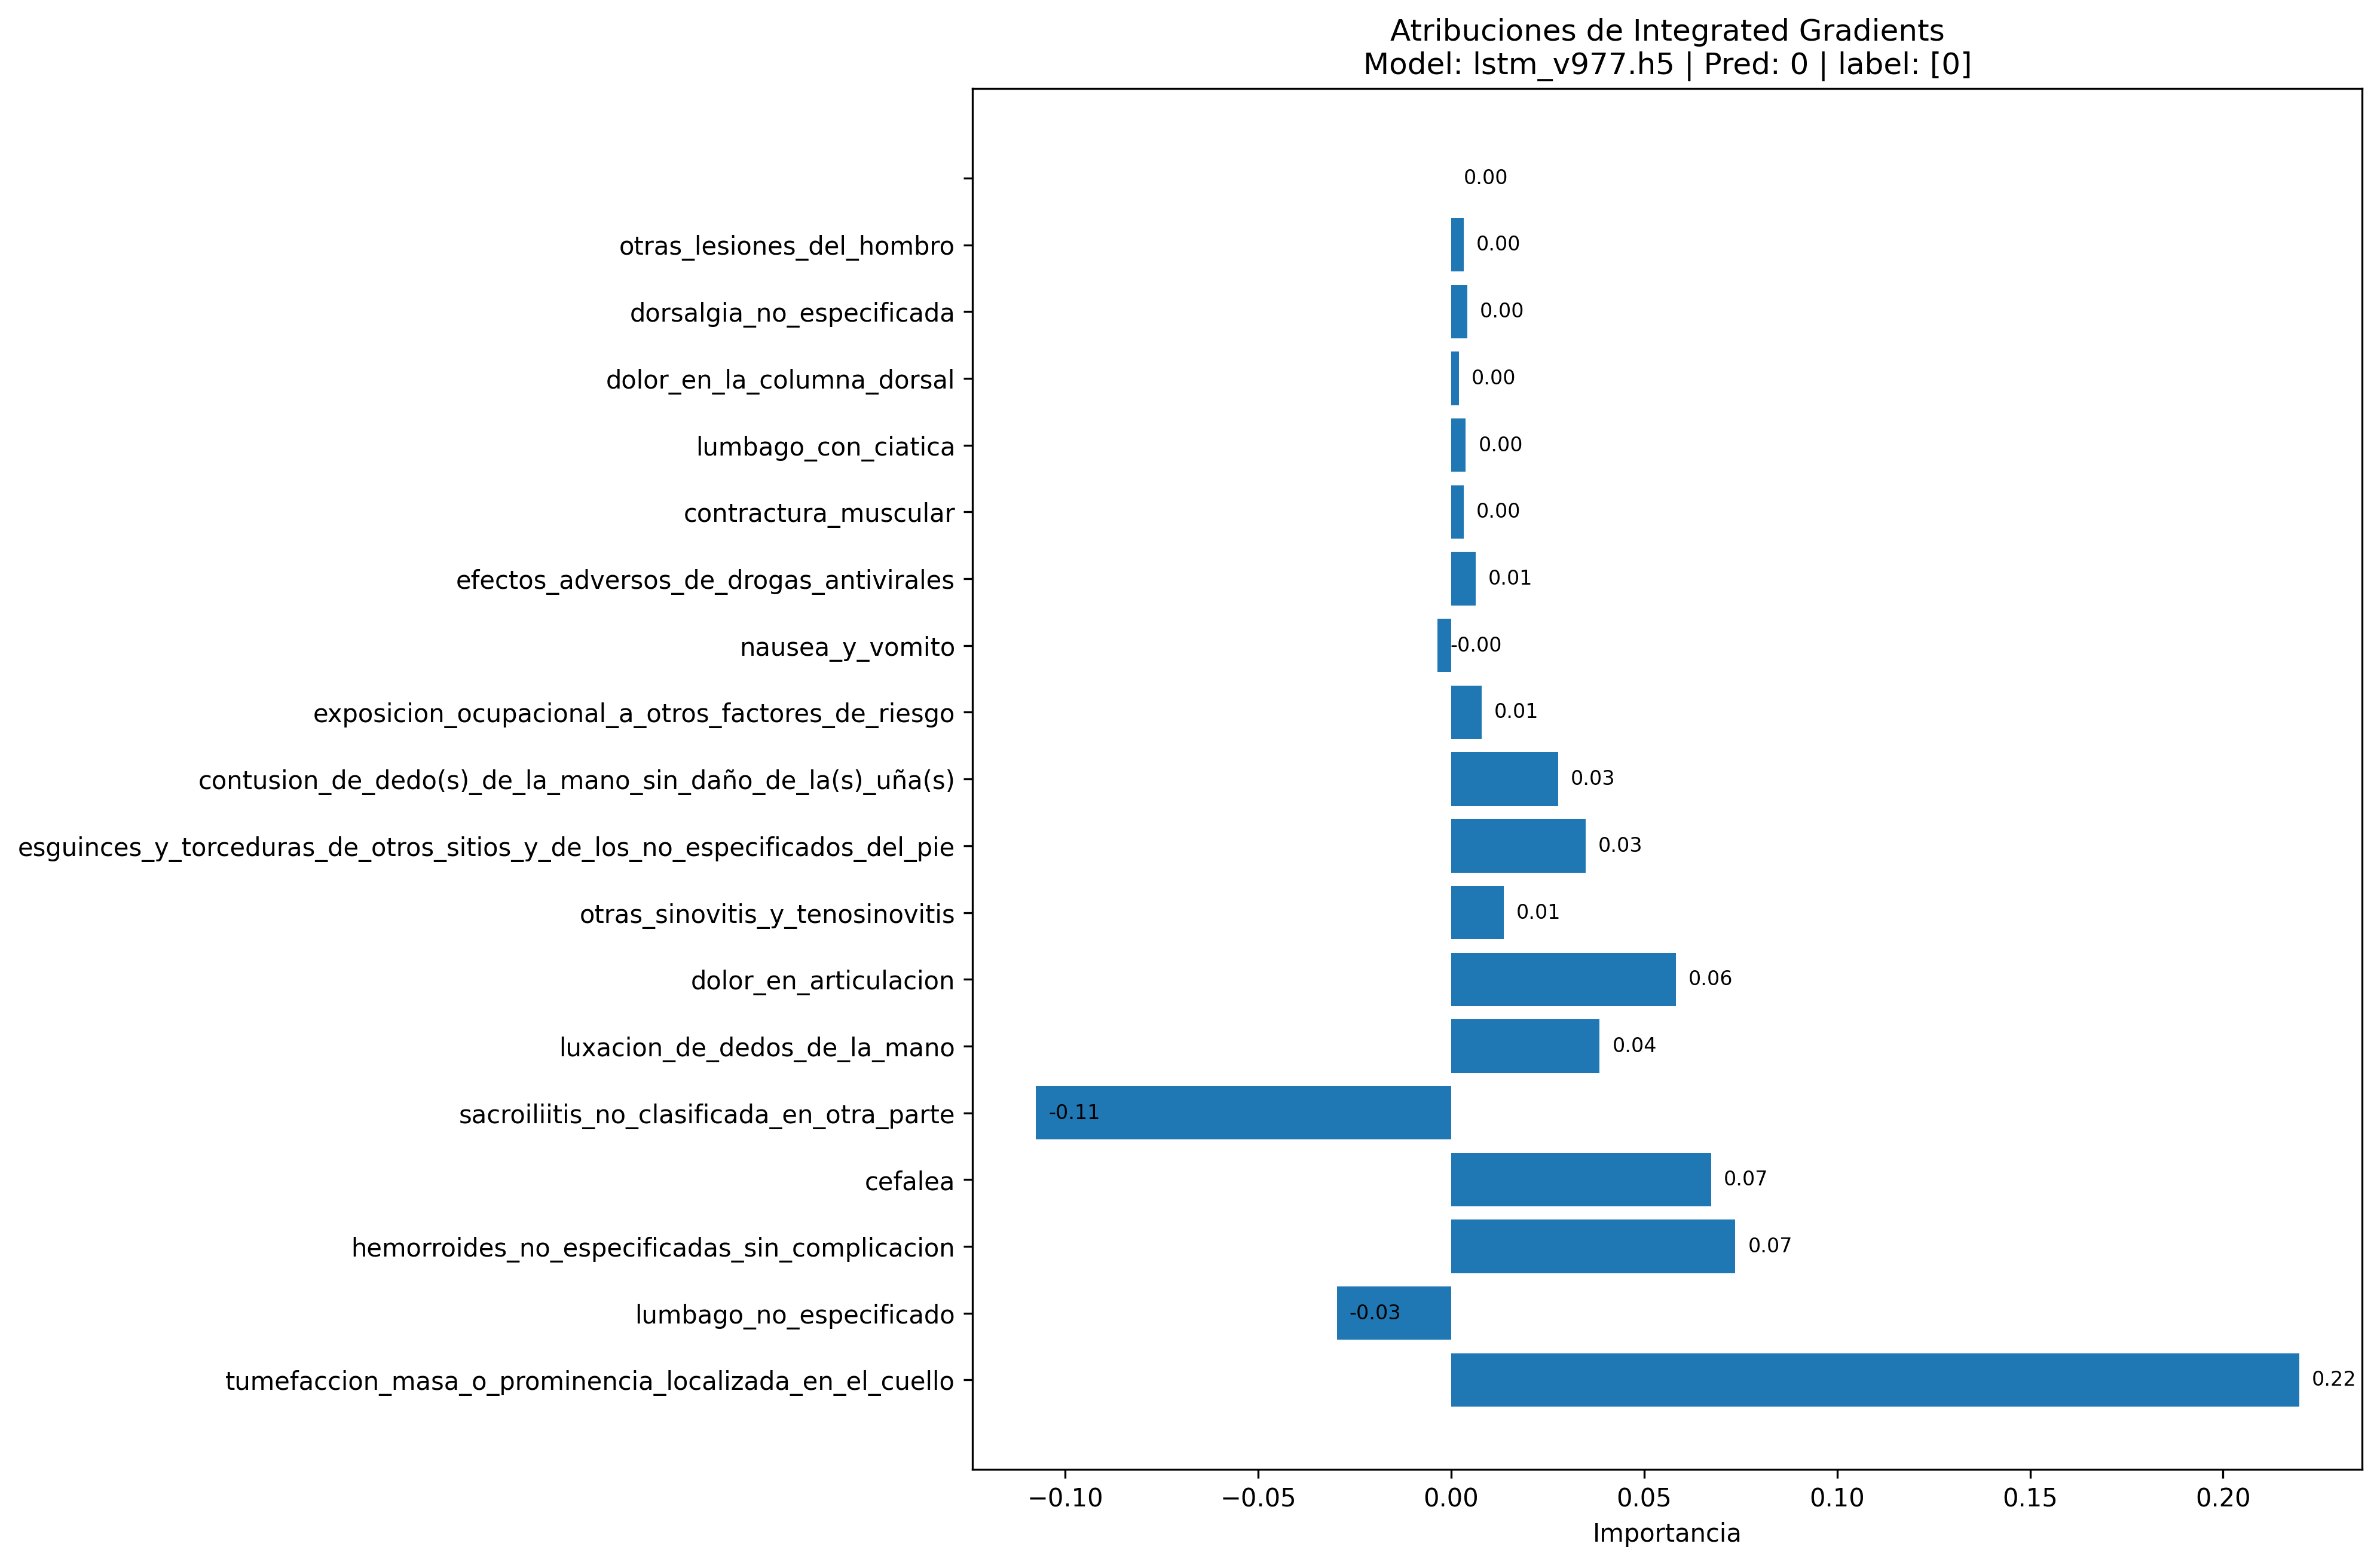 Atribuciones de Integrated Gradients
Model: lstm_v977.h5 | Pred: 0 | label: [0]
0.00
otras_lesiones_del_hombro 0.00
dorsalgia_no_especificada 0.00
dolor_en_la_columna_dorsal 0.00
lumbago_con_ciatica 0.00
contractura_muscular 0.00
efectos_adversos_de_drogas_antivirales 0.01
nausea_y_vomito -0.00
exposicion_ocupacional_a_otros_factores_de_riesgo 0.01
contusion_de_dedo(s)_de_la_mano_sin_daño_de_la(s)_uña(s) 0.03
esguinces_y_torceduras_de_otros_sitios_y_de_los_no_especificados_del_pie 0.03
otras_sinovitis_y_tenosinovitis 0.01
dolor_en_articulacion 0.06
luxacion_de_dedos_de_la_mano 0.04
sacroiliitis_no_clasificada_en_otra_parte -0.11
cefalea 0.07
hemorroides_no_especificadas_sin_complicacion 0.07
lumbago_no_especificado -0.03
tumefaccion_masa_o_prominencia_localizada_en_el_cuello 0.22
−0.10 −0.05 0.00 0.05 0.10 0.15 0.20
Importancia